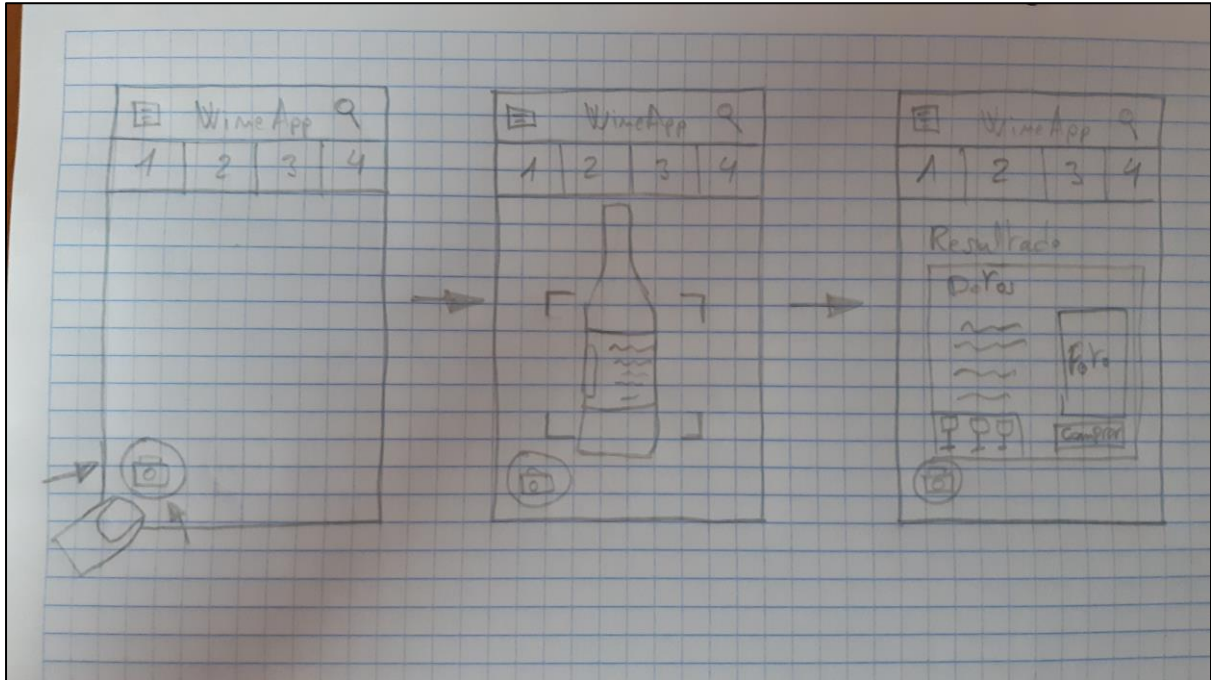 WineApp
1 2 3 4
WineApp
1 2 3 4
WineApp
1 2 3 4
Resultado
Datos
Foto
Comprar